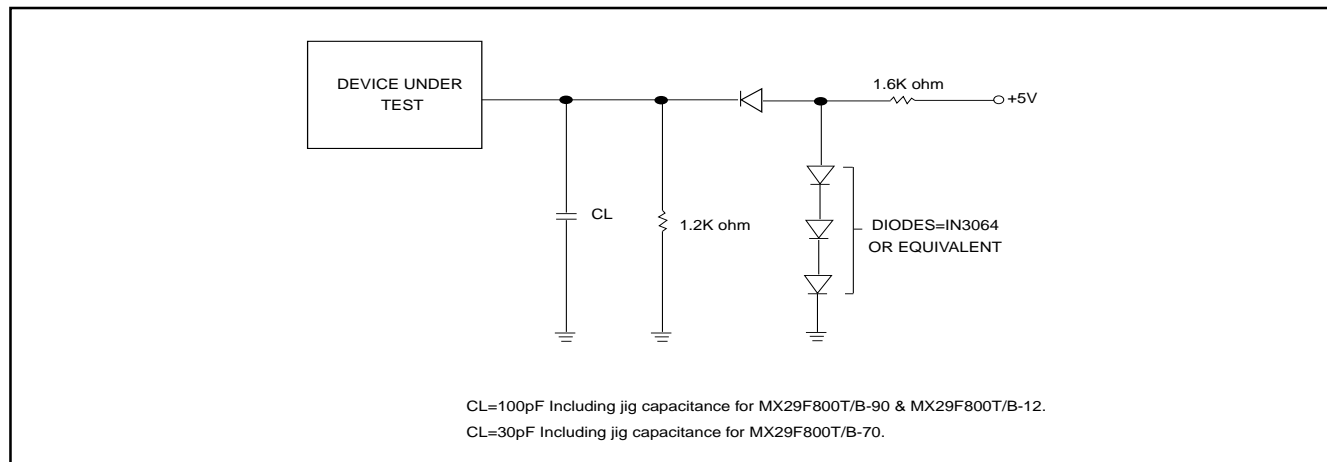 DEVICE UNDER
TEST
1.6K ohm
+5V
CL
1.2K ohm
DIODES=IN3064
OR EQUIVALENT
CL=100pF Including jig capacitance for MX29F800T/B-90 & MX29F800T/B-12.
CL=30pF Including jig capacitance for MX29F800T/B-70.